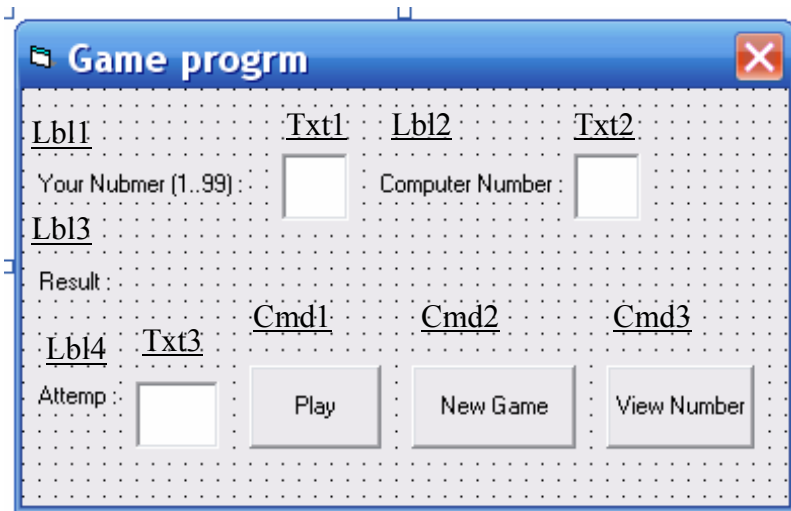 Game progrm
Lbl1 Txt1 Lbl2 Txt2
Your Nubmer (1..99) : Computer Number :
Lbl3
Result :
Cmd1 Cmd2 Cmd3
Lbl4 Txt3
Attemp : Play New Game View Number